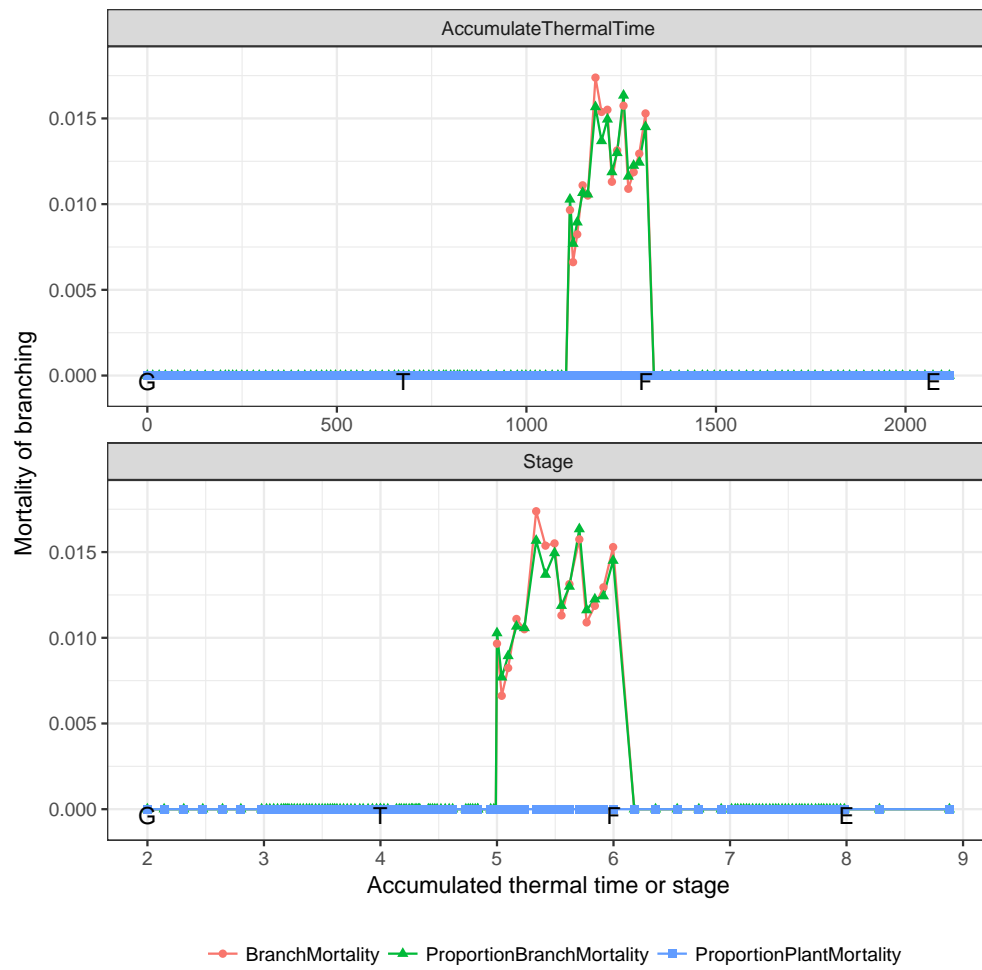 AccumulateThermalTime
0.015
0.010
0.005
0.000
G T F E
0 500 1000 1500 2000
Stage
0.015
0.010
0.005
0.000
G T F E
2 3 4 5 6 7 8 9
Mortality of branching
Accumulated thermal time or stage
BranchMortality ProportionBranchMortality ProportionPlantMortality